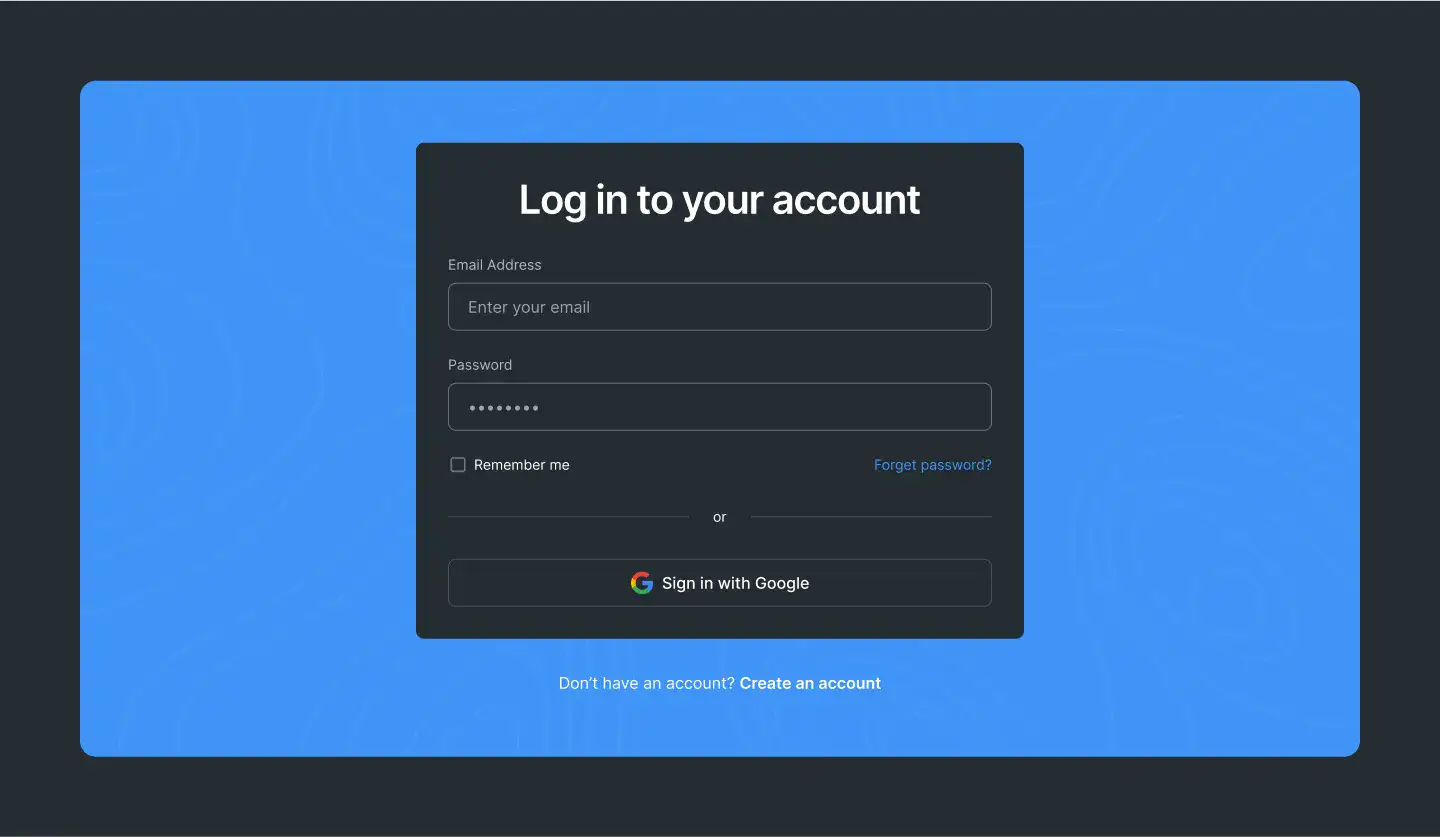 Log in to your account
Email Address
Enter your email
Password
••••••••
Remember me
Forget password?
or
Sign in with Google
Don’t have an account? Create an account